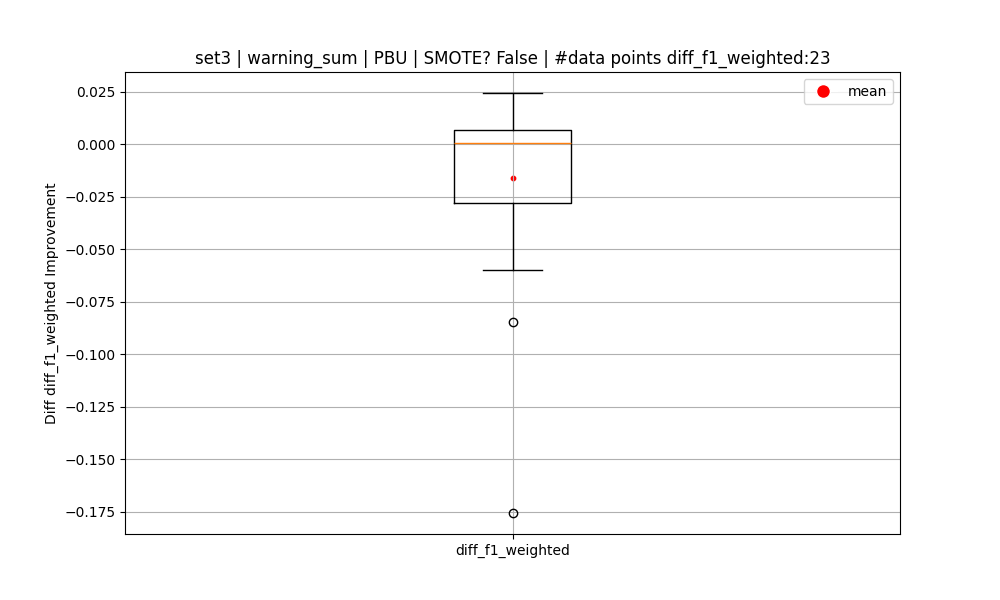 set3 | warning_sum | PBU | SMOTE? False | #data points diff_f1_weighted:23
mean
Diff diff_f1_weighted Improvement
0.025
0.000
−0.025
−0.050
−0.075
−0.100
−0.125
−0.150
−0.175
diff_f1_weighted